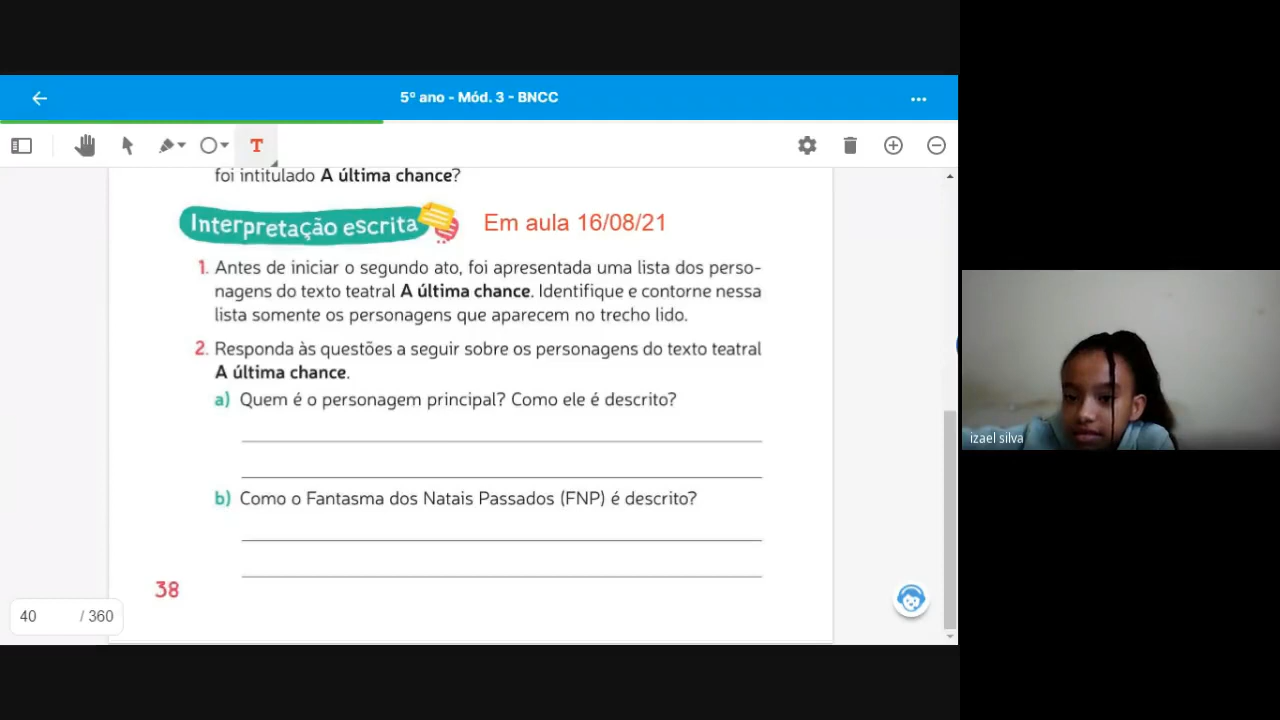 5º ano - Mód. 3 - BNCC
T
foi intitulado A última chance?
Interpretação escrita
Em aula 16/08/21
1. Antes de iniciar o segundo ato, foi apresentada uma lista dos perso-
nagens do texto teatral A última chance. Identifique e contorne nessa
lista somente os personagens que aparecem no trecho lido.
2. Responda às questões a seguir sobre os personagens do texto teatral
A última chance.
a) Quem é o personagem principal? Como ele é descrito?
b) Como o Fantasma dos Natais Passados (FNP) é descrito?
38
40 / 360
izael silva